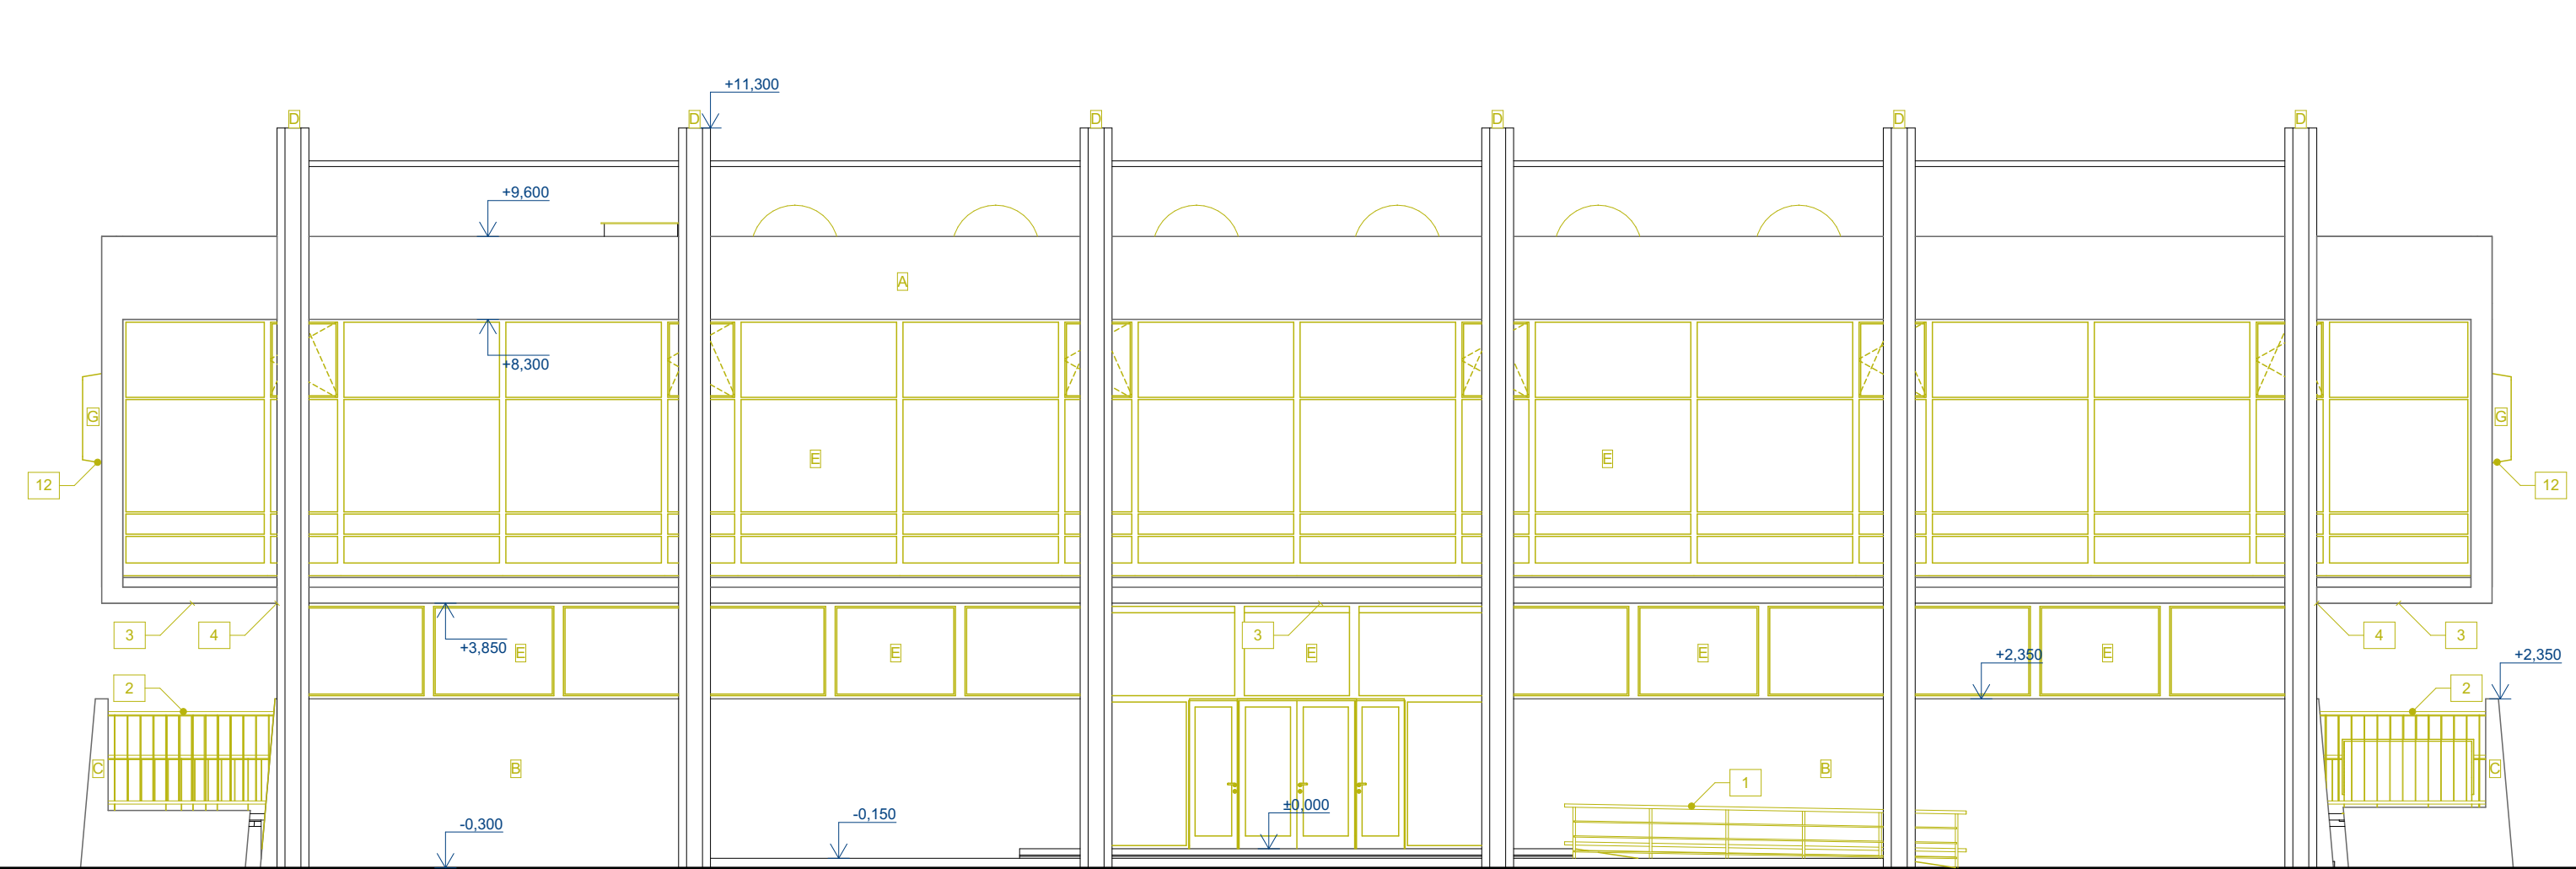 +11,300
D D D D D D
+9,600
A
+8,300
G G
E E
12 12
3 4 3 4 3
+3,850 E E E E E
+2,350 +2,350
2 2
C B B C
1
±0,000
-0,150
-0,300